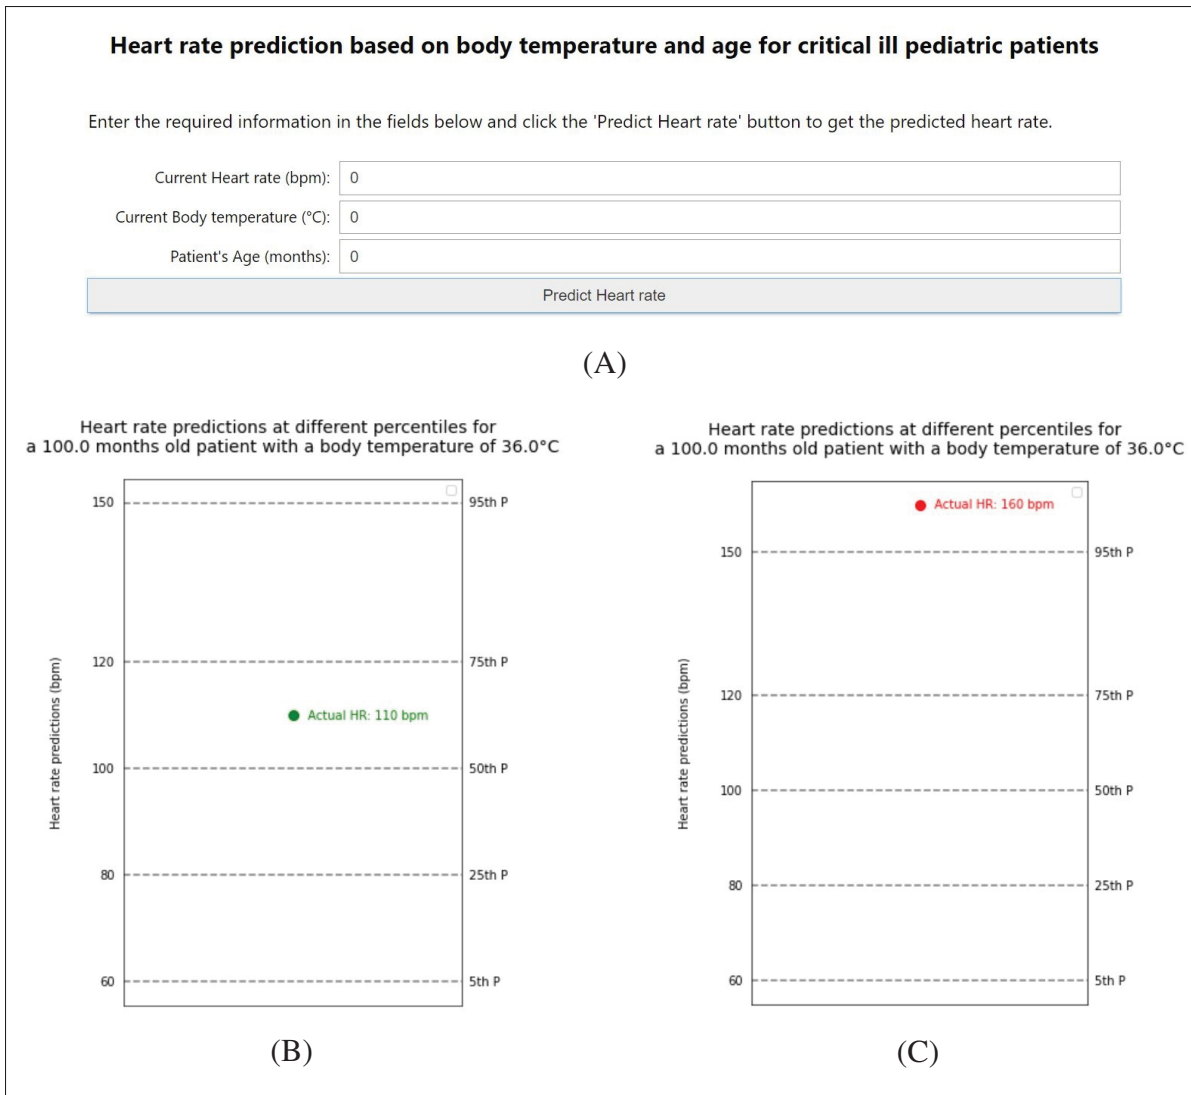 Heart rate prediction based on body temperature and age for critical ill pediatric patients
Enter the required information in the fields below and click the 'Predict Heart rate' button to get the predicted heart rate.
Current Heart rate (bpm): 0
Current Body temperature (°C): 0
Patient's Age (months): 0
Predict Heart rate
(A)
Heart rate predictions at different percentiles for
a 100.0 months old patient with a body temperature of 36.0°C
150 95th P
120 75th P
Actual HR: 110 bpm
100 50th P
80 25th P
60 5th P
Heart rate predictions (bpm)
(B)
Heart rate predictions at different percentiles for
a 100.0 months old patient with a body temperature of 36.0°C
Actual HR: 160 bpm
150 95th P
120 75th P
100 50th P
80 25th P
60 5th P
Heart rate predictions (bpm)
(C)